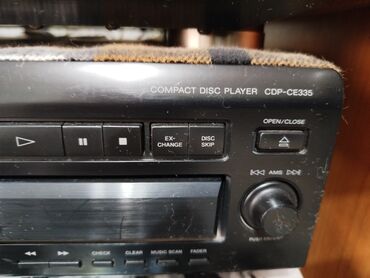 COMPACT DISC PLAYER CDP-CE335
OPEN/CLOSE
EX-
CHANGE
DISC
SKIP
AMS
CHECK CLEAR MUSIC SCAN FADER